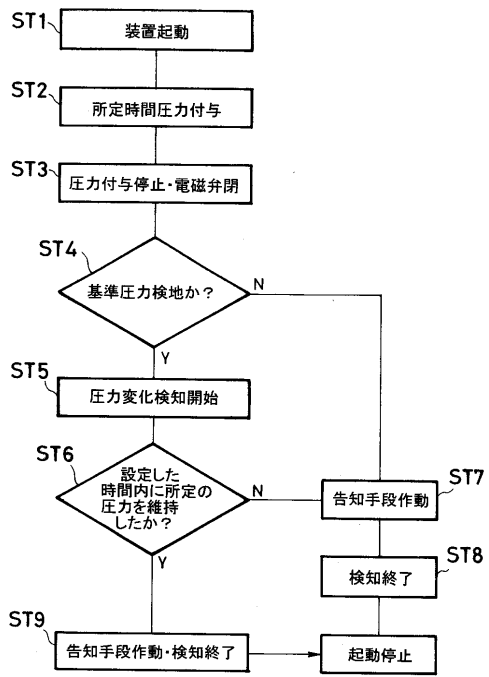 ST1
装置起動
ST2
所定時間圧力付与
ST3
圧力付与停止・電磁弁閉
ST4
基準圧力検地か?
N
Y
ST5
圧力変化検知開始
ST6
設定した
時間内に所定の
圧力を維持
したか?
N
Y
ST7
告知手段作動
ST8
検知終了
ST9
告知手段作動・検知終了
起動停止